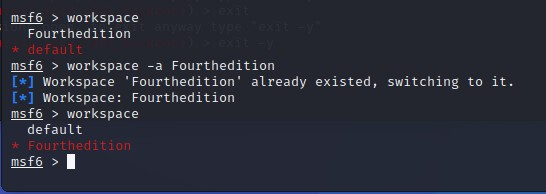 msf6 > workspace
Fourthedition
* default
msf6 > workspace -a Fourthedition
[*] Workspace 'Fourthedition' already existed, switching to it.
[*] Workspace: Fourthedition
msf6 > workspace
default
* Fourthedition
msf6 >